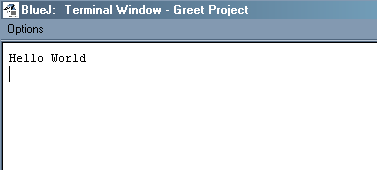 BlueJ: Terminal Window - Greet Project
Options
Hello World